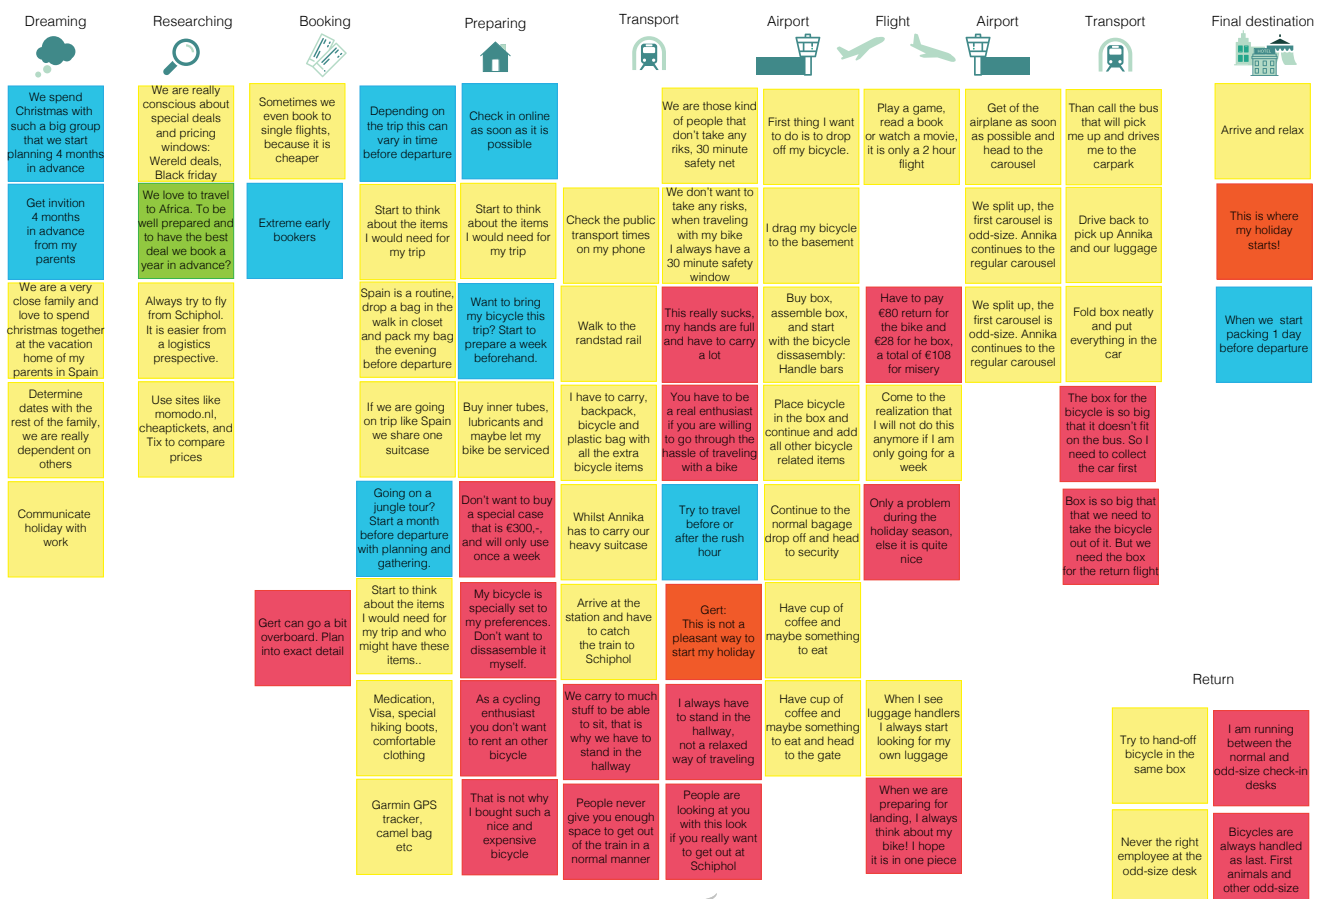 Dreaming
Researching
Booking
Preparing
Transport
Airport
Flight
Airport
Transport
Final destination
We spend
Christmas with
such a big group
that we start
planning 4 months
in advance
Get invition
4 months
in advance
from my
parents
We are a very
close family and
love to spend
christmas together
at the vacation
home of my
parents in Spain
Determine
dates with the
rest of the family,
we are really
dependent on
others
Communicate
holiday with
work
We are really
conscious about
special deals
and pricing
windows:
Wereld deals,
Black friday
We love to travel
to Africa. To be
well prepared and
to have the best
deal we book a
year in advance?
Always try to fly
from Schiphol.
It is easier from
a logistics
prespective.
Use sites like
momodo.nl,
cheaptickets, and
Tix to compare
prices
Sometimes we
even book to
single flights,
because it is
cheaper
Extreme early
bookers
Gert can go a bit
overboard. Plan
into exact detail
Depending on
the trip this can
vary in time
before departure
Start to think
about the items
I would need for
my trip
Spain is a routine,
drop a bag in the
walk in closet
and pack my bag
the evening
before departure
If we are going
on trip like Spain
we share one
suitcase
Going on a
jungle tour?
Start a month
before departure
with planning and
gathering.
Start to think
about the items
I would need for
my trip and who
might have these
items..
Medication,
Visa, special
hiking boots,
comfortable
clothing
Garmin GPS
tracker,
camel bag
etc
Check in online
as soon as it is
possible
Start to think
about the items
I would need for
my trip
Want to bring
my bicycle this
trip? Start to
prepare a week
beforehand.
Buy inner tubes,
lubricants and
maybe let my
bike be serviced
Don't want to buy
a special case
that is €300,-.
and will only use
once a week
My bicycle is
specially set to
my preferences.
Don't want to
dissasemble it
myself.
As a cycling
enthusiast
you don't want
to rent an other
bicycle
That is not why
I bought such a
nice and
expensive
bicycle
Check the public
transport times
on my phone
Walk to the
randstad rail
I have to carry,
backpack,
bicycle and
plastic bag with
all the extra
bicycle items
Whilst Annika
has to carry our
heavy suitcase
Arrive at the
station and have
to catch
the train to
Schiphol
We carry to much
stuff to be able
to sit, that is
why we have to
stand in the
hallway
People never
give you enough
space to get out
of the train in a
normal manner
We are those kind
of people that
don't take any
riks, 30 minute
safety net
We don't want to
take any risks,
when traveling
with my bike
I always have a
30 minute safety
window
This really sucks,
my hands are full
and have to carry
a lot
You have to be
a real enthusiast
if you are willing
to go through the
hassle of traveling
with a bike
Try to travel
before or
after the rush
hour
Gert:
This is not a
pleasant way to
start my holiday
I always have
to stand in the
hallway,
not a relaxed
way of traveling
People are
looking at you
with this look
if you really want
to get out at
Schiphol
First thing I want
to do is to drop
off my bicycle.
I drag my bicycle
to the basement
Buy box,
assemble box,
and start
with the bicycle
dissasembly:
Handle bars
Place bicycle
in the box and
continue and add
all other bicycle
related items
Continue to the
normal bagage
drop off and head
to security
Have cup of
coffee and
maybe something
to eat
Have cup of
coffee and
maybe something
to eat and head
to the gate
Play a game,
read a book
or watch a movie,
it is only a 2 hour
flight
Have to pay
€80 return for
the bike and
€28 for he box,
a total of €108
for misery
Come to the
realization that
I will not do this
anymore if I am
only going for a
week
Only a problem
during the
holiday season,
else it is quite
nice
When I see
luggage handlers
I always start
looking for my
own luggage
When we are
preparing for
landing, I always
think about my
bike! I hope
it is in one piece
Get of the
airplane as soon
as possible and
head to the
carousel
We split up, the
first carousel is
odd-size. Annika
continues to the
regular carousel
We split up, the
first carousel is
odd-size. Annika
continues to the
regular carousel
Than call the bus
that will pick
me up and drives
me to the
carpark
Drive back to
pick up Annika
and our luggage
Fold box neatly
and put
everything in the
car
The box for the
bicycle is so big
that it doesn't fit
on the bus. So I
need to collect
the car first
Box is so big that
that we need to
take the bicycle
out of it. But we
need the box
for the return flight
Arrive and relax
This is where
my holiday
starts!
When we  start
packing 1 day
before departure
Return
Try to hand-off
bicycle in the
same box
Never the right
employee at the
odd-size desk
I am running
between the
normal and
odd-size check-in
desks
Bicycles are
always handled
as last. First
animals and
other odd-size